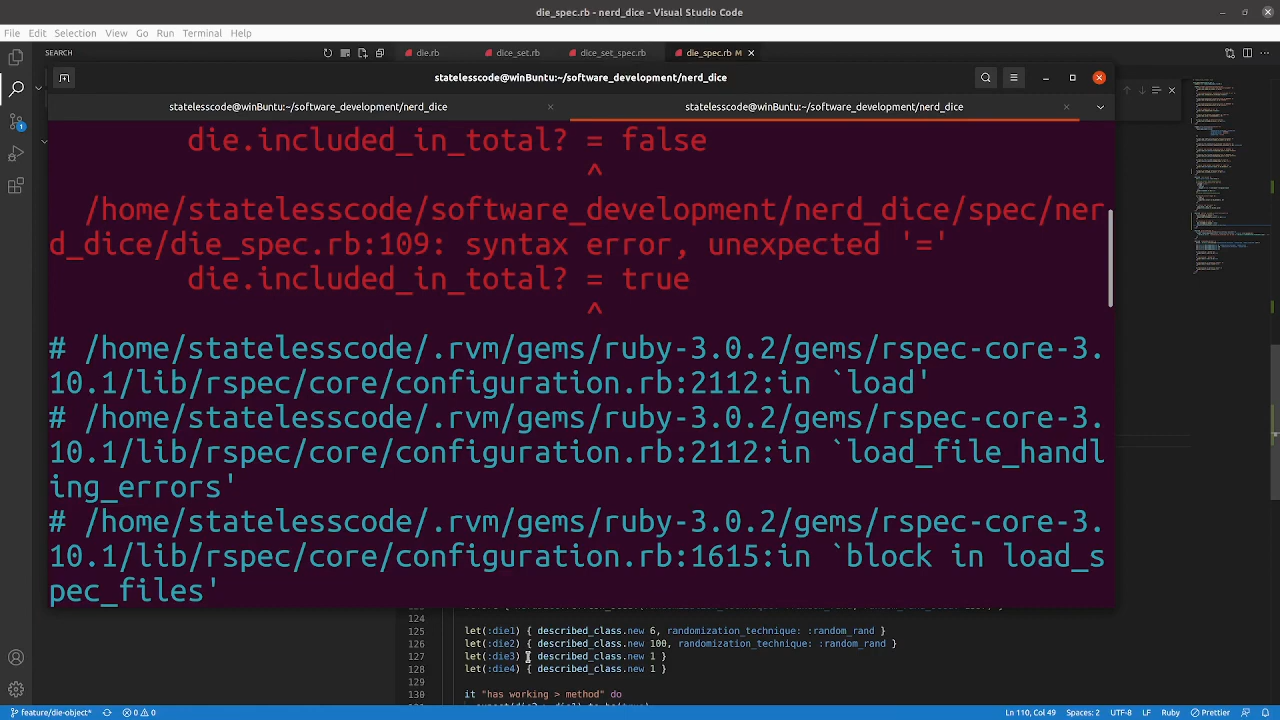 die_spec.rb - nerd_dice - Visual Studio Code
File Edit Selection View Go Run Terminal Help
SEARCH
die.rb
dice_set.rb
dice_set_spec.rb
die_spec.rb M
statelesscode@winBuntu:~/software_development/nerd_dice
statelesscode@winBuntu:~/software_development/nerd_dice
statelesscode@winBuntu:~/software_development/nerd_dice
die.included_in_total? = false
^
/home/statelesscode/software_development/nerd_dice/spec/ner
d_dice/die_spec.rb:109: syntax error, unexpected '='
die.included_in_total? = true
^
# /home/statelesscode/.rvm/gems/ruby-3.0.2/gems/rspec-core-3.
10.1/lib/rspec/core/configuration.rb:2112:in `load'
# /home/statelesscode/.rvm/gems/ruby-3.0.2/gems/rspec-core-3.
10.1/lib/rspec/core/configuration.rb:2112:in `load_file_handl
ing_errors'
# /home/statelesscode/.rvm/gems/ruby-3.0.2/gems/rspec-core-3.
10.1/lib/rspec/core/configuration.rb:1615:in `block in load_s
pec_files'
124
125 let(:die1) { described_class.new 6, randomization_technique: :random_rand }
126 let(:die2) { described_class.new 100, randomization_technique: :random_rand }
127 let(:die3) { described_class.new 1 }
128 let(:die4) { described_class.new 1 }
129
130 it "has working > method" do
feature/die-object* 0 0 Ln 110, Col 49 Spaces: 2 UTF-8 LF Ruby Prettier